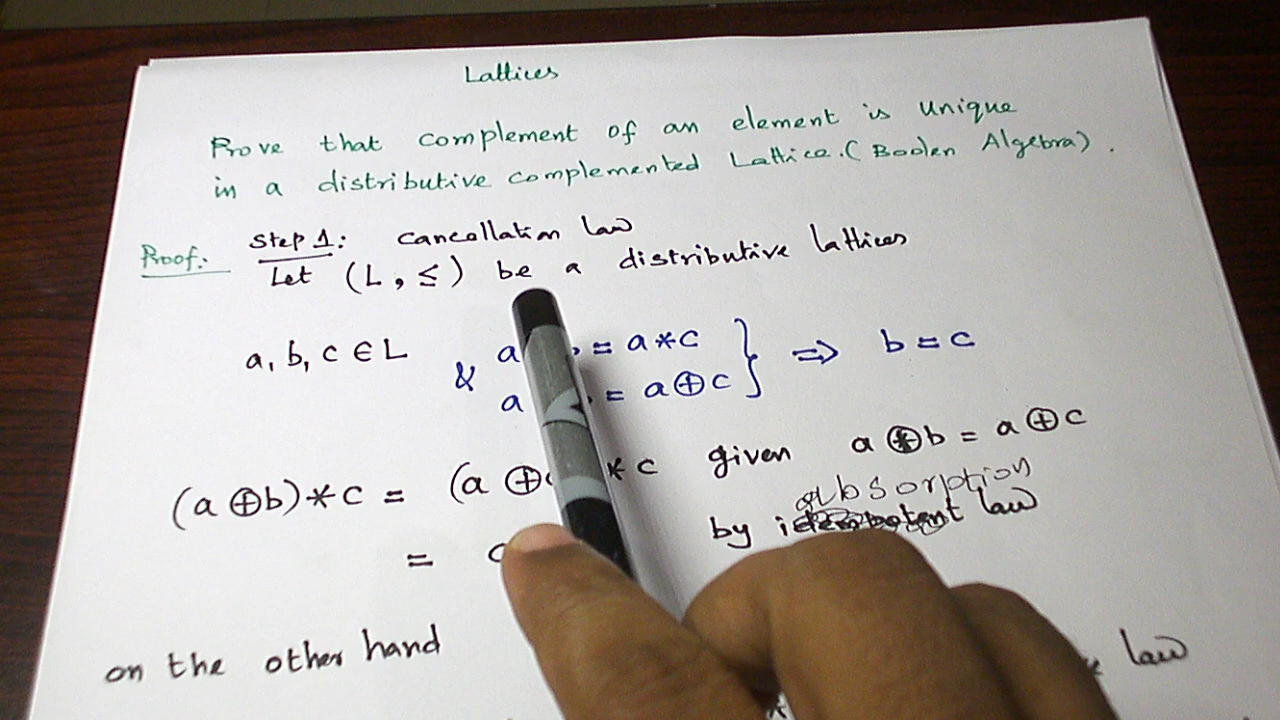 Lattices
Prove that complement of an element is unique
in a distributive complemented Lattice. (Boolen Algebra).
Proof: Step 1: Cancellation law
Let (L, ≤) be a distributive lattices
a, b, c ∈ L & a = a * c } ⇒ b = c
a = a ⊕ c
(a ⊕ b) * c = (a ⊕ * c given a ⊕ b = a ⊕ c
absorption
= by law
on the other hand law